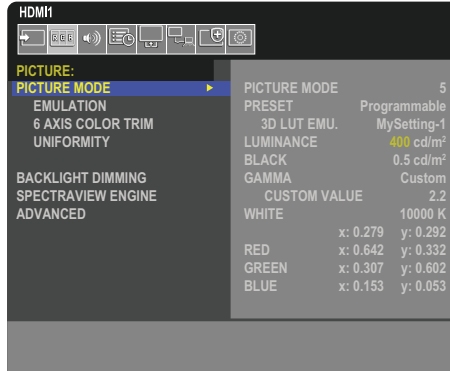 HDMI1
PICTURE:
PICTURE MODE
EMULATION
6 AXIS COLOR TRIM
UNIFORMITY
BACKLIGHT DIMMING
SPECTRAVIEW ENGINE
ADVANCED
PICTURE MODE 5
PRESET Programmable
3D LUT EMU. MySetting-1
LUMINANCE 400 cd/m²
BLACK 0.5 cd/m²
GAMMA Custom
CUSTOM VALUE 2.2
WHITE 10000 K
x: 0.279 y: 0.292
RED x: 0.642 y: 0.332
GREEN x: 0.307 y: 0.602
BLUE x: 0.153 y: 0.053